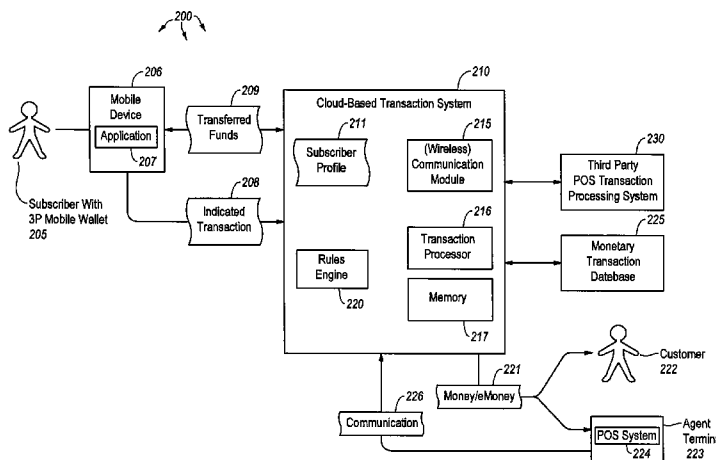 200
206
Mobile
Device
Application
207
209
Transferred
Funds
208
Indicated
Transaction
Subscriber With
3P Mobile Wallet
205
210
Cloud-Based Transaction System
211
Subscriber
Profile
215
(Wireless)
Communication
Module
216
Transaction
Processor
Rules
Engine
220
Memory
217
230
Third Party
POS Transaction
Processing System
225
Monetary
Transaction
Datebase
221
Money/eMoney
226
Communication
Customer
222
Agent
Termin
223
POS System
224